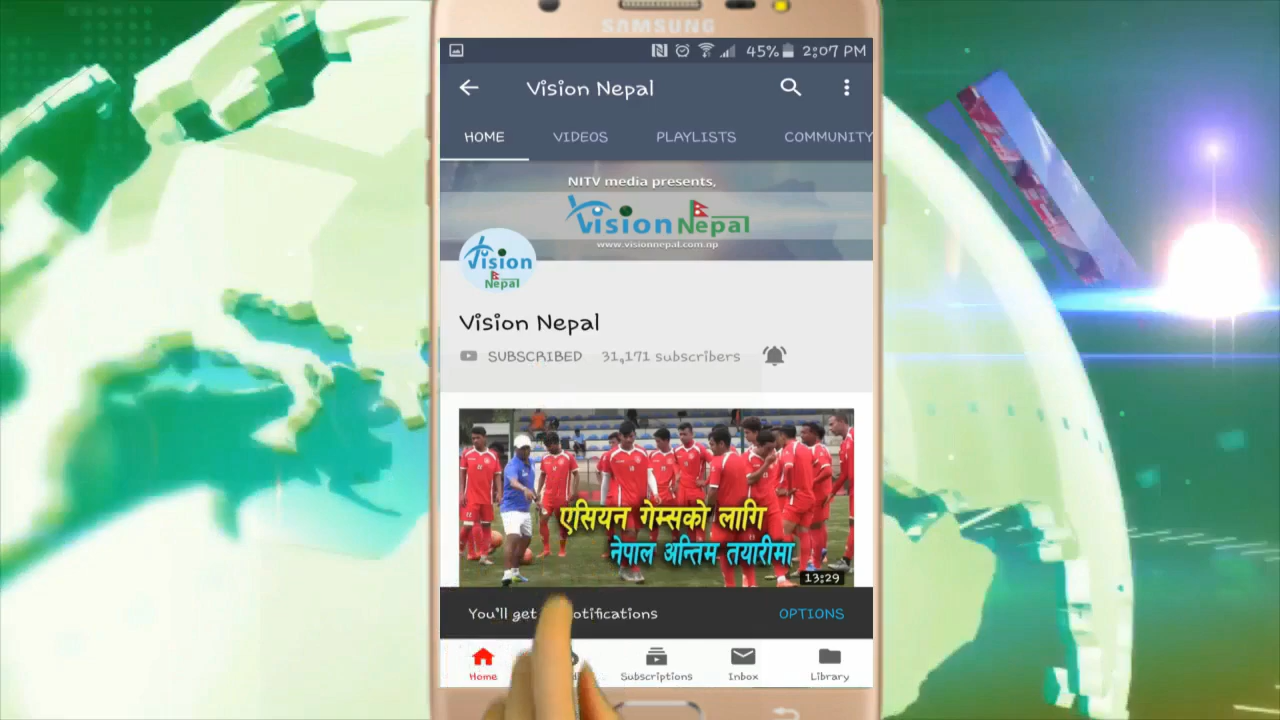 SAMSUNG
45% 2:07 PM
Vision Nepal
HOME VIDEOS PLAYLISTS COMMUNITY
NITV media presents,
Vision Nepal
www.visionnepal.com.np
Vision
Nepal
Vision Nepal
SUBSCRIBED 31,171 subscribers
एसियन गेम्सको लागि
नेपाल अन्तिम तयारीमा
13:29
You'll get notifications OPTIONS
Home Subscriptions Inbox Library